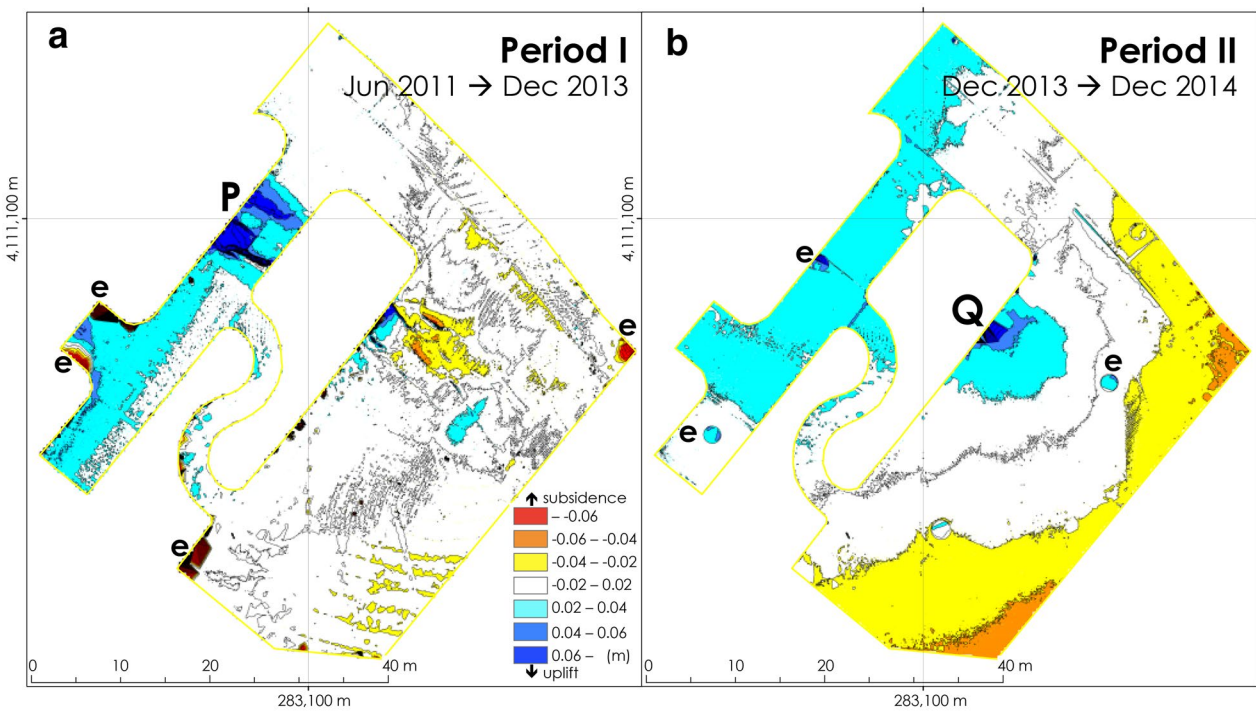 a
Period I
Jun 2011 → Dec 2013
P
e
e
e
e
4,111,100 m
↑ subsidence
– -0.06
-0.06 – -0.04
-0.04 – -0.02
-0.02 – 0.02
0.02 – 0.04
0.04 – 0.06
0.06 – (m)
↓ uplift
0 10 20 40 m
283,100 m
b
Period II
Dec 2013 → Dec 2014
4,111,100 m
e
Q
e
e
0 10 20 40 m
283,100 m